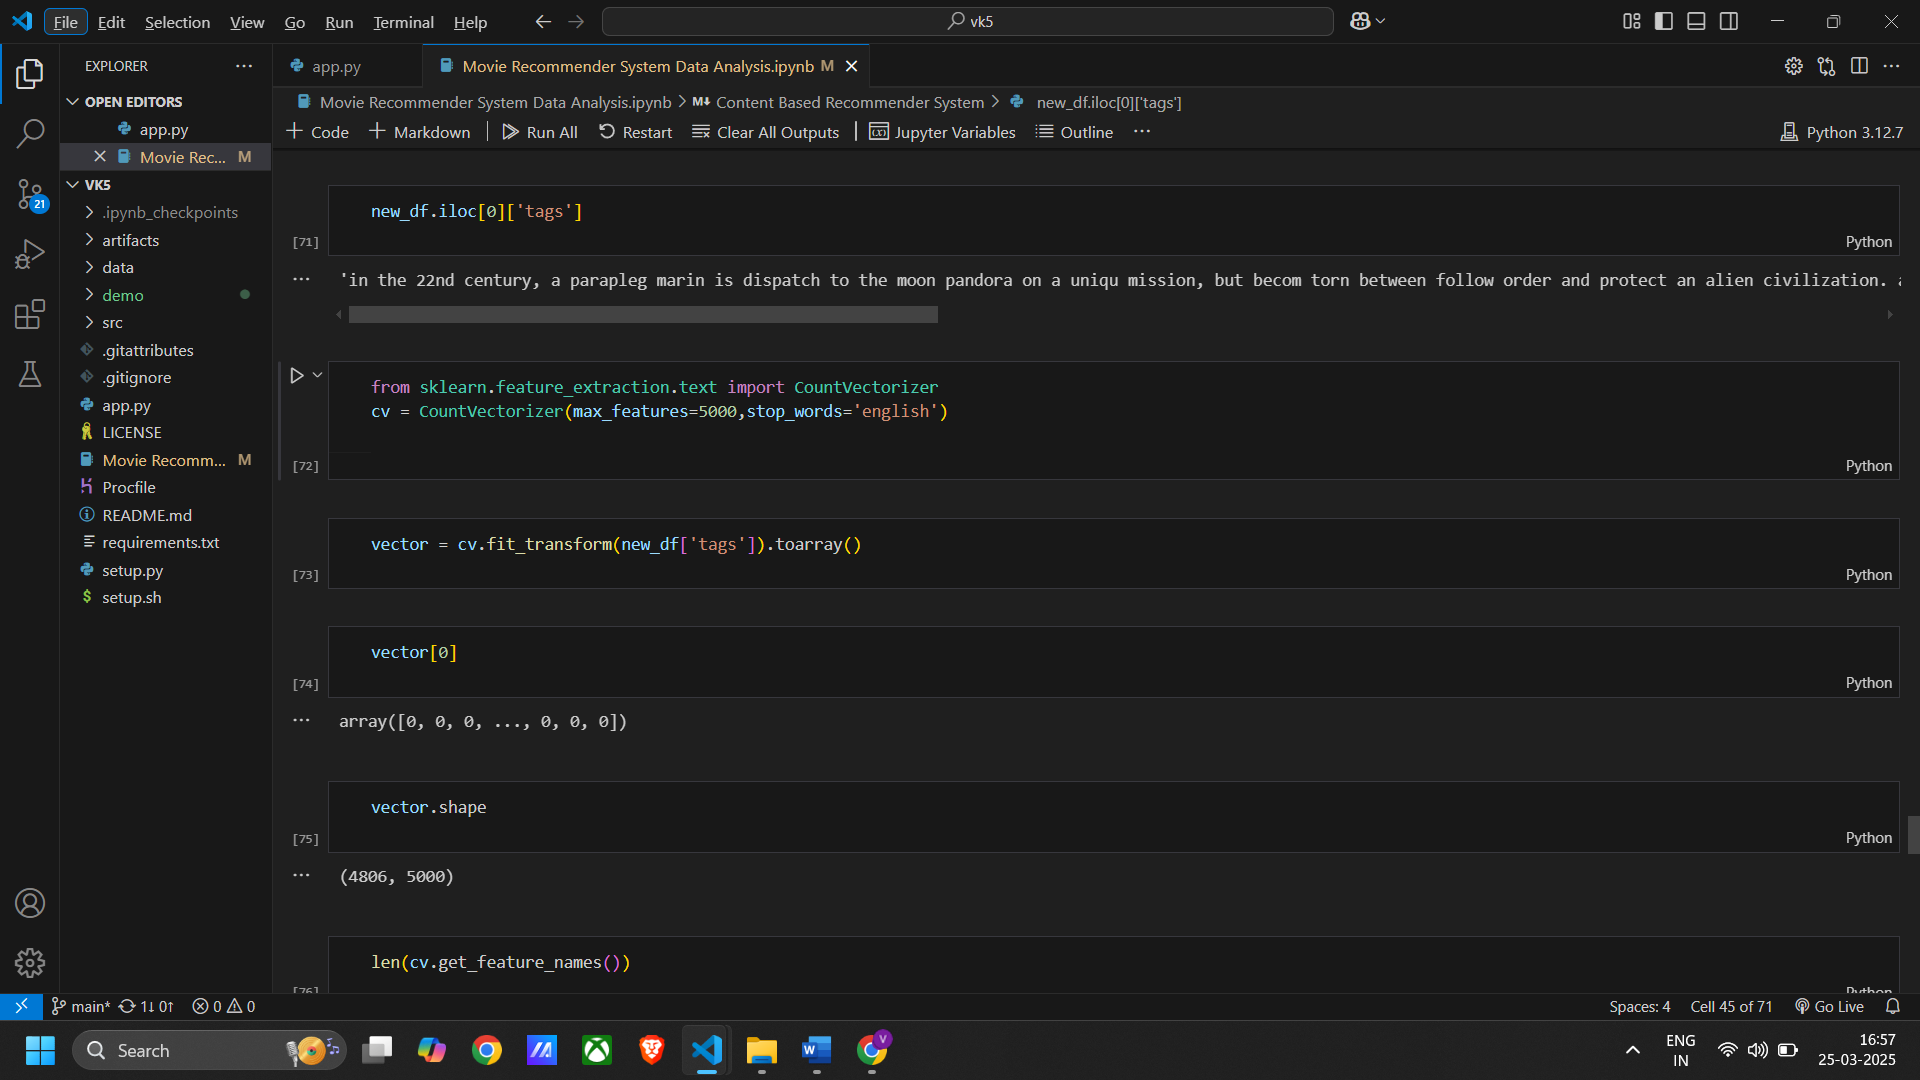 File Edit Selection View Go Run Terminal Help
vk5
EXPLORER
OPEN EDITORS
app.py
Movie Rec... M
VK5
.ipynb_checkpoints
artifacts
data
demo
src
.gitattributes
.gitignore
app.py
LICENSE
Movie Recomm... M
Procfile
README.md
requirements.txt
setup.py
setup.sh
21
app.py
Movie Recommender System Data Analysis.ipynb M
Movie Recommender System Data Analysis.ipynb > M↓ Content Based Recommender System > new_df.iloc[0]['tags']
+ Code + Markdown | Run All Restart Clear All Outputs | Jupyter Variables Outline ...
Python 3.12.7
new_df.iloc[0]['tags']
[71]
Python
'in the 22nd century, a parapleg marin is dispatch to the moon pandora on a uniqu mission, but becom torn between follow order and protect an alien civilization.
from sklearn.feature_extraction.text import CountVectorizer
cv = CountVectorizer(max_features=5000,stop_words='english')
[72]
Python
vector = cv.fit_transform(new_df['tags']).toarray()
[73]
Python
vector[0]
[74]
Python
array([0, 0, 0, ..., 0, 0, 0])
vector.shape
[75]
Python
(4806, 5000)
len(cv.get_feature_names())
[76]
Python
main* 1↓ 0↑ 0 0
Spaces: 4 Cell 45 of 71 Go Live
Search
V
ENG
IN
16:57
25-03-2025